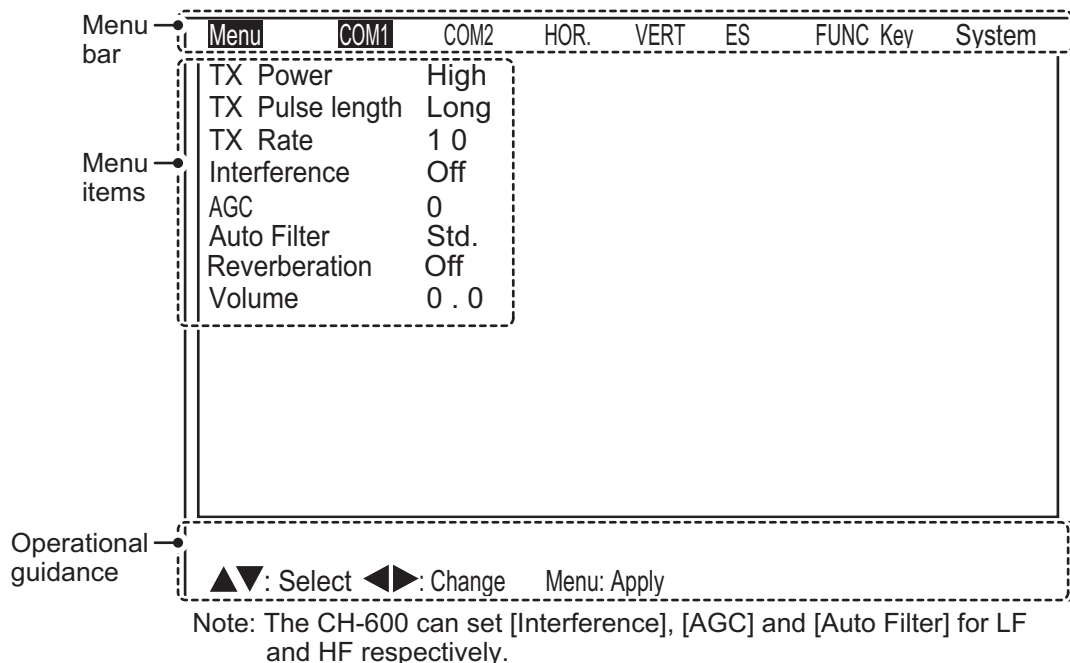 Menu
bar
Menu COM1 COM2 HOR. VERT ES FUNC Key System
TX Power High
TX Pulse length Long
TX Rate 1 0
Menu
items
Interference Off
AGC 0
Auto Filter Std.
Reverberation Off
Volume 0 . 0
Operational
guidance
▲▼: Select ◀▶: Change Menu: Apply
Note: The CH-600 can set [Interference], [AGC] and [Auto Filter] for LF
and HF respectively.